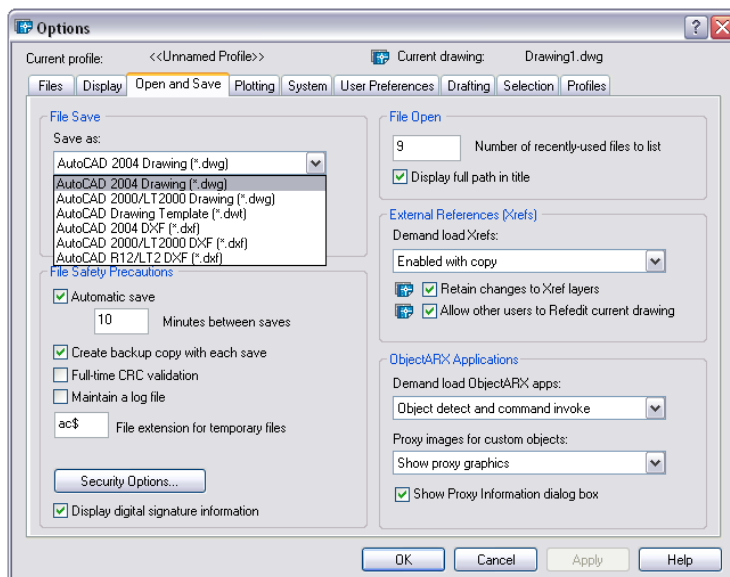 Options
Current profile: <<Unnamed Profile>> Current drawing: Drawing1.dwg
Files Display Open and Save Plotting System User Preferences Drafting Selection Profiles
File Save
Save as:
AutoCAD 2004 Drawing (*.dwg)
AutoCAD 2004 Drawing (*.dwg)
AutoCAD 2000/LT2000 Drawing (*.dwg)
AutoCAD Drawing Template (*.dwt)
AutoCAD 2004 DXF (*.dxf)
AutoCAD 2000/LT2000 DXF (*.dxf)
AutoCAD R12/LT2 DXF (*.dxf)
File Safety Precautions
Automatic save
10 Minutes between saves
Create backup copy with each save
Full-time CRC validation
Maintain a log file
ac$ File extension for temporary files
Security Options...
Display digital signature information
File Open
9 Number of recently-used files to list
Display full path in title
External References (Xrefs)
Demand load Xrefs:
Enabled with copy
Retain changes to Xref layers
Allow other users to Refedit current drawing
ObjectARX Applications
Demand load ObjectARX apps:
Object detect and command invoke
Proxy images for custom objects:
Show proxy graphics
Show Proxy Information dialog box
OK Cancel Apply Help